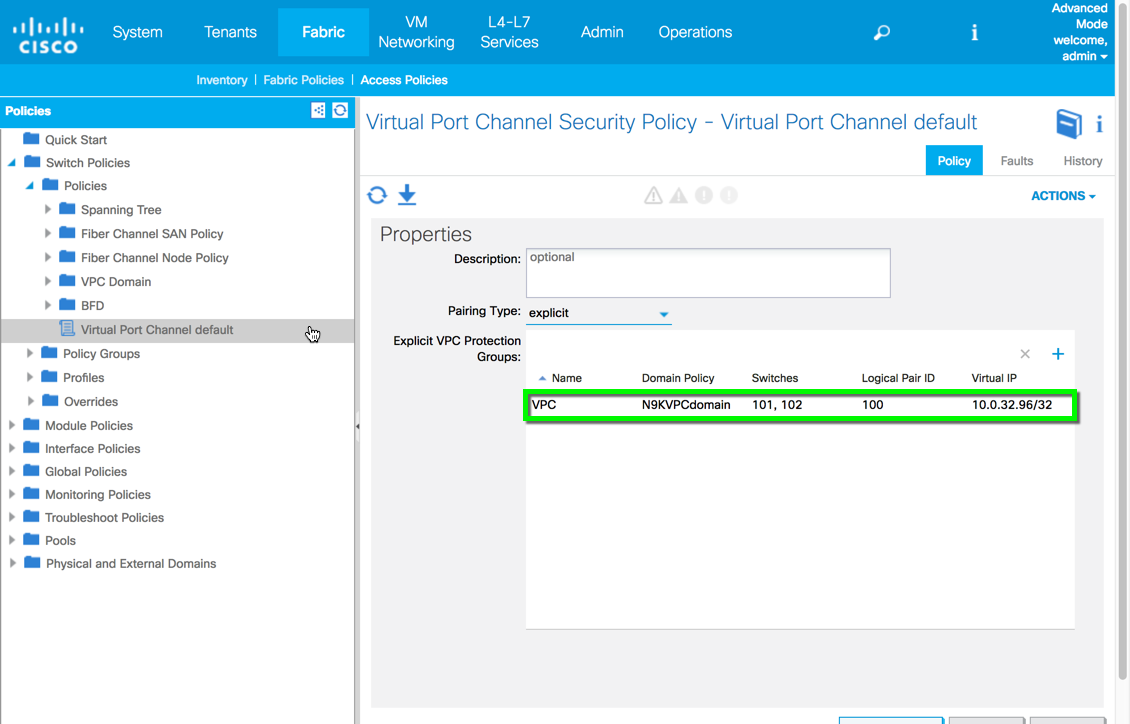 CISCO
System
Tenants
Fabric
VM
Networking
L4-L7
Services
Admin
Operations
Advanced
Mode
welcome,
admin
Inventory | Fabric Policies | Access Policies
Policies
Quick Start
Switch Policies
Policies
Spanning Tree
Fiber Channel SAN Policy
Fiber Channel Node Policy
VPC Domain
BFD
Virtual Port Channel default
Policy Groups
Profiles
Overrides
Module Policies
Interface Policies
Global Policies
Monitoring Policies
Troubleshoot Policies
Pools
Physical and External Domains
Virtual Port Channel Security Policy - Virtual Port Channel default
Policy Faults History
ACTIONS
Properties
Description: optional
Pairing Type: explicit
Explicit VPC Protection
Groups:
Name Domain Policy Switches Logical Pair ID Virtual IP
VPC N9KVPCdomain 101, 102 100 10.0.32.96/32